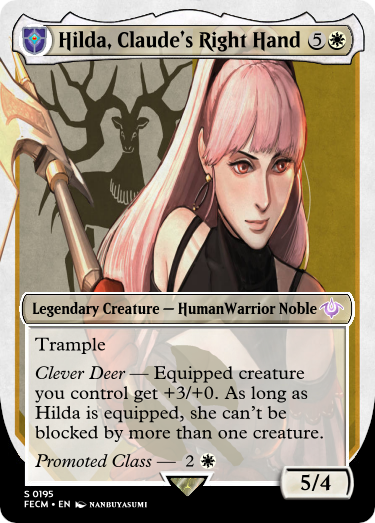 Hilda, Claude's Right Hand 5
Legendary Creature — HumanWarrior Noble
Trample
Clever Deer — Equipped creature
you control get +3/+0. As long as
Hilda is equipped, she can't be
blocked by more than one creature.
Promoted Class — 2
5/4
S 0195
FECM • EN NANBUYASUMI